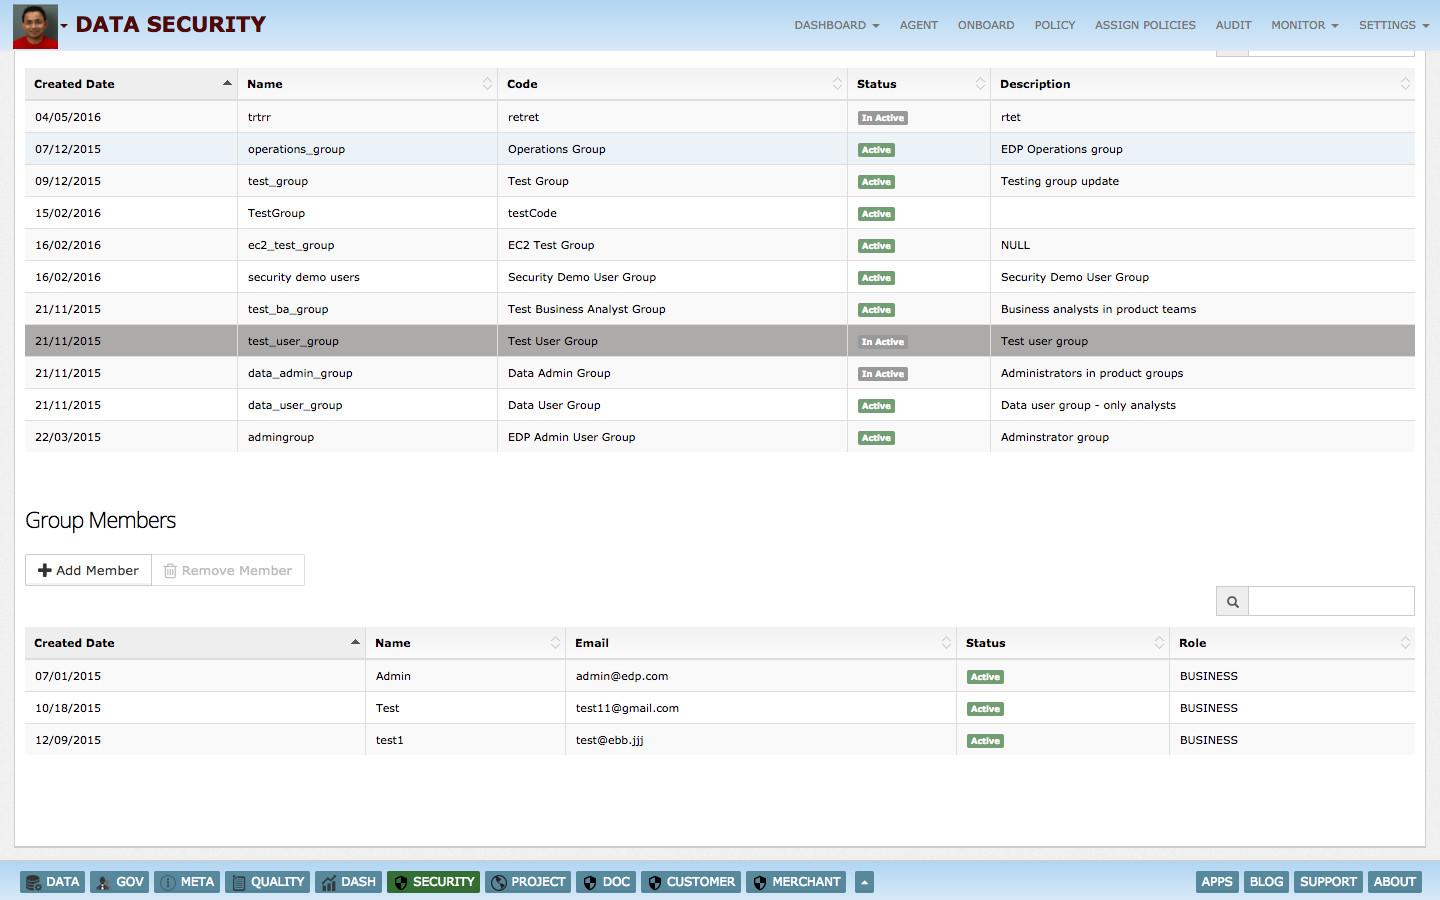 DATA SECURITY DASHBOARD AGENT ONBOARD POLICY ASSIGN POLICIES AUDIT MONITOR SETTINGS
Created Date Name Code Status Description
04/05/2016 trtrr retret In Active rtet
07/12/2015 operations_group Operations Group Active EDP Operations group
09/12/2015 test_group Test Group Active Testing group update
15/02/2016 TestGroup testCode Active
16/02/2016 ec2_test_group EC2 Test Group Active NULL
16/02/2016 security demo users Security Demo User Group Active Security Demo User Group
21/11/2015 test_ba_group Test Business Analyst Group Active Business analysts in product teams
21/11/2015 test_user_group Test User Group In Active Test user group
21/11/2015 data_admin_group Data Admin Group In Active Administrators in product groups
21/11/2015 data_user_group Data User Group Active Data user group - only analysts
22/03/2015 admingroup EDP Admin User Group Active Adminstrator group
Group Members
Add Member Remove Member
Created Date Name Email Status Role
07/01/2015 Admin admin@edp.com Active BUSINESS
10/18/2015 Test test11@gmail.com Active BUSINESS
12/09/2015 test1 test@ebb.jjj Active BUSINESS
DATA GOV META QUALITY DASH SECURITY PROJECT DOC CUSTOMER MERCHANT APPS BLOG SUPPORT ABOUT